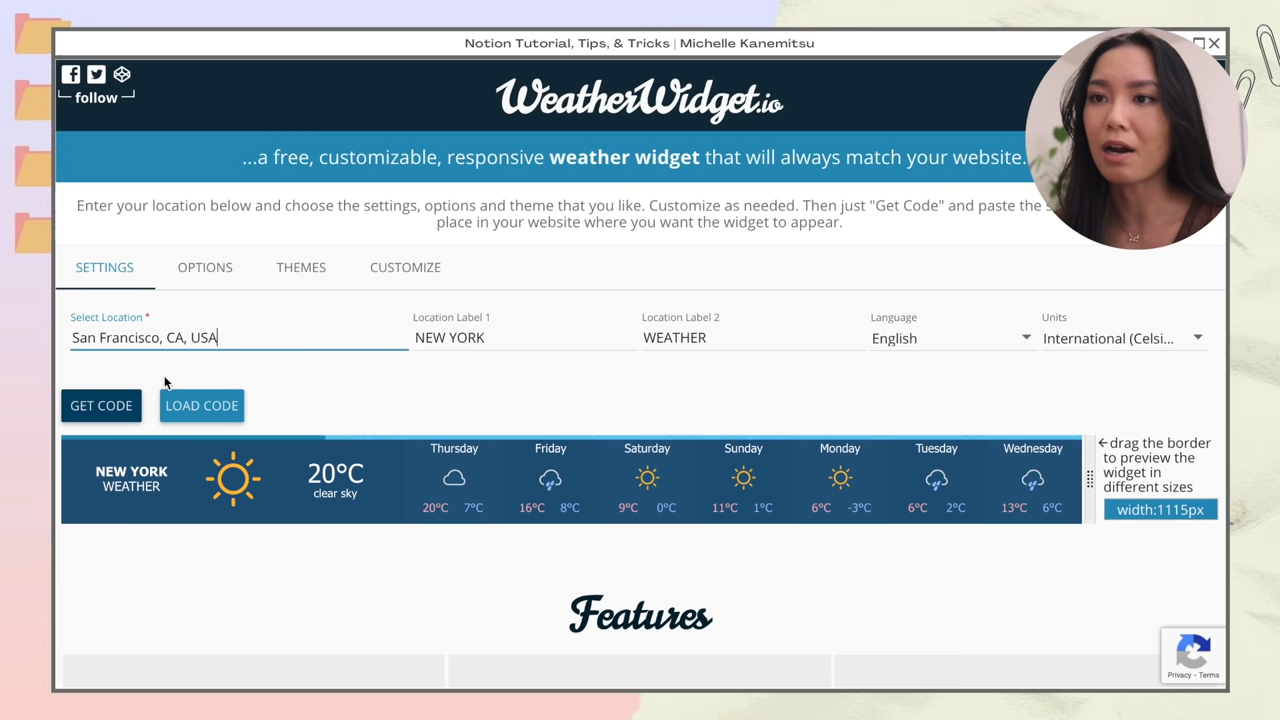 Notion Tutorial, Tips, & Tricks | Michelle Kanemitsu
follow
WeatherWidget.io
...a free, customizable, responsive weather widget that will always match your website.
Enter your location below and choose the settings, options and theme that you like. Customize as needed. Then just "Get Code" and paste the
place in your website where you want the widget to appear.
SETTINGS OPTIONS THEMES CUSTOMIZE
Select Location * Location Label 1 Location Label 2 Language Units
San Francisco, CA, USA NEW YORK WEATHER English International (Celsi...
GET CODE LOAD CODE
NEW YORK
WEATHER
20°C
clear sky
Thursday Friday Saturday Sunday Monday Tuesday Wednesday
20°C 7°C 16°C 8°C 9°C 0°C 11°C 1°C 6°C -3°C 6°C 2°C 13°C 6°C
drag the border
to preview the
widget in
different sizes
width:1115px
Features
Privacy - Terms